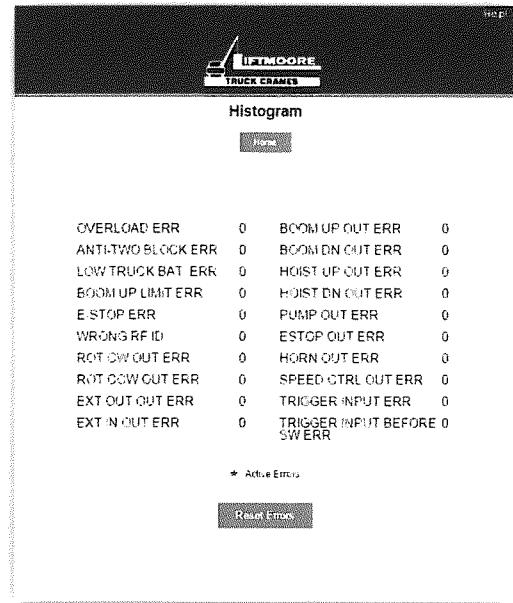 Help
LIFTMOORE
TRUCK CRANES
Histogram
Home
OVERLOAD ERR 0 BOOM UP OUT ERR 0
ANTI-TWO BLOCK ERR 0 BOOM DN OUT ERR 0
LOW TRUCK BAT. ERR 0 HOIST UP OUT ERR 0
BOOM UP LIMIT ERR 0 HOIST DN OUT ERR 0
E-STOP ERR 0 PUMP OUT ERR 0
WRONG RF ID 0 ESTOP OUT ERR 0
ROT CW OUT ERR 0 HORN OUT ERR 0
ROT CCW OUT ERR 0 SPEED CTRL OUT ERR 0
EXT OUT OUT ERR 0 TRIGGER INPUT ERR 0
EXT IN OUT ERR 0 TRIGGER INPUT BEFORE 0
SW ERR
* Active Errors
Reset Errors